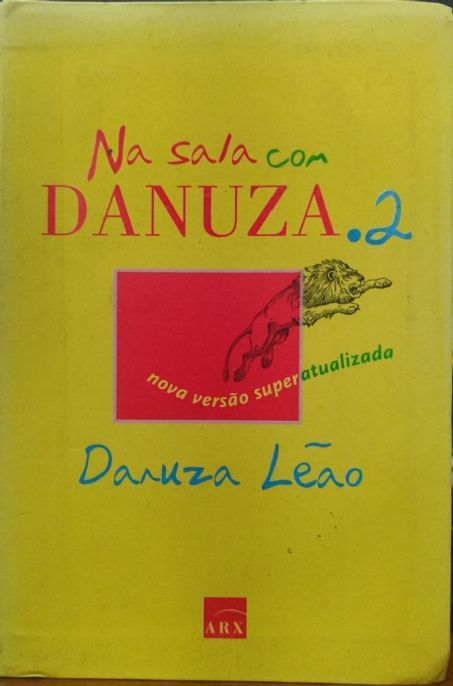 Na sala com
DANUZA.2
nova versão superatualizada
Danuza Leão
ARX